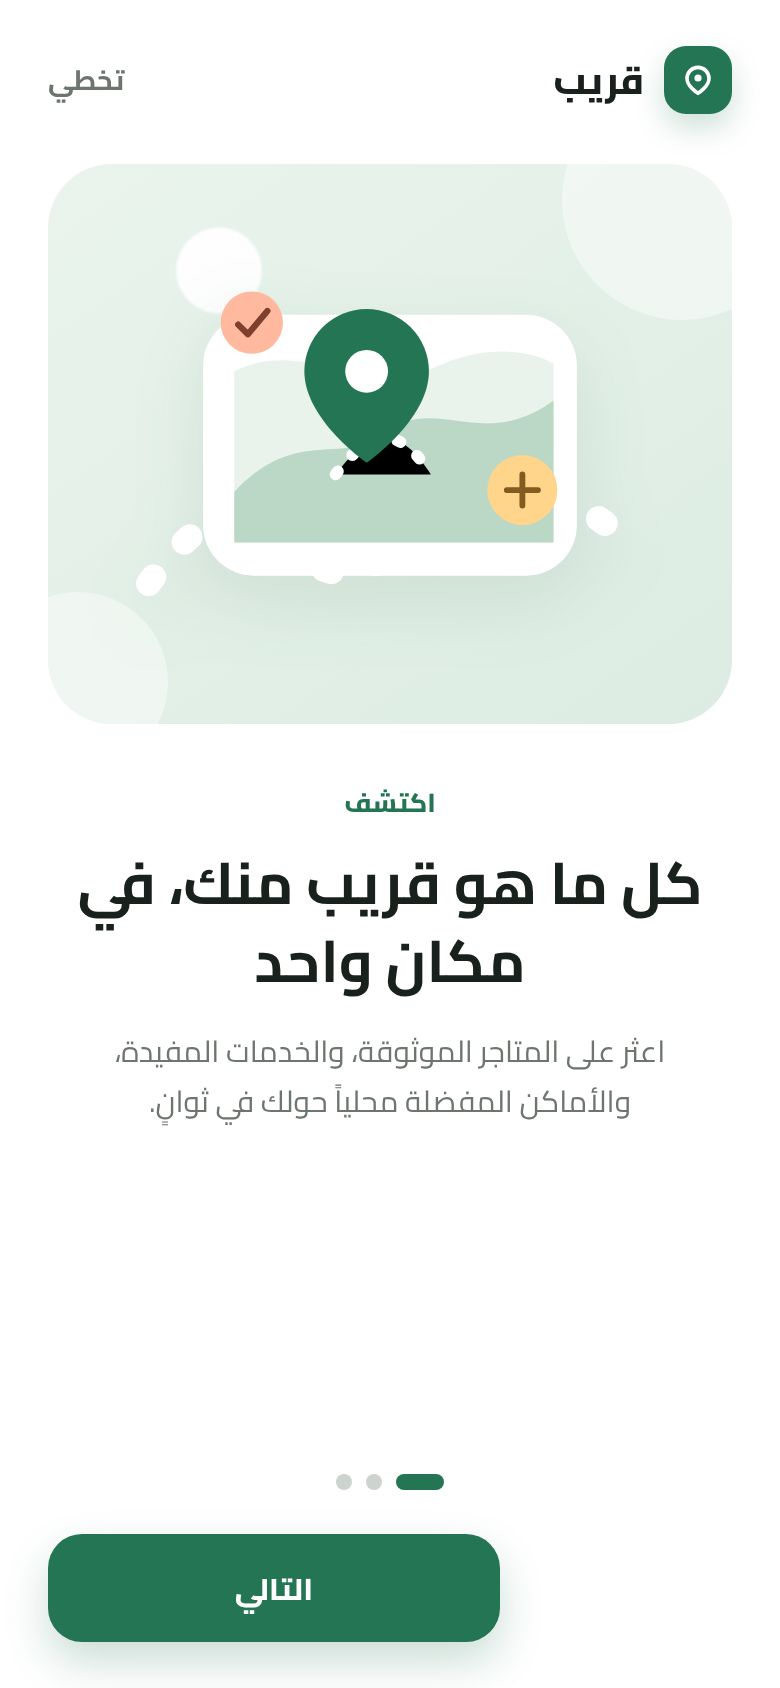 قريب
تخطي
اكتشف
كل ما هو قريب منك، في
مكان واحد
اعثر على المتاجر الموثوقة، والخدمات المفيدة،
والأماكن المفضلة محلياً حولك في ثوانٍ.
التالي